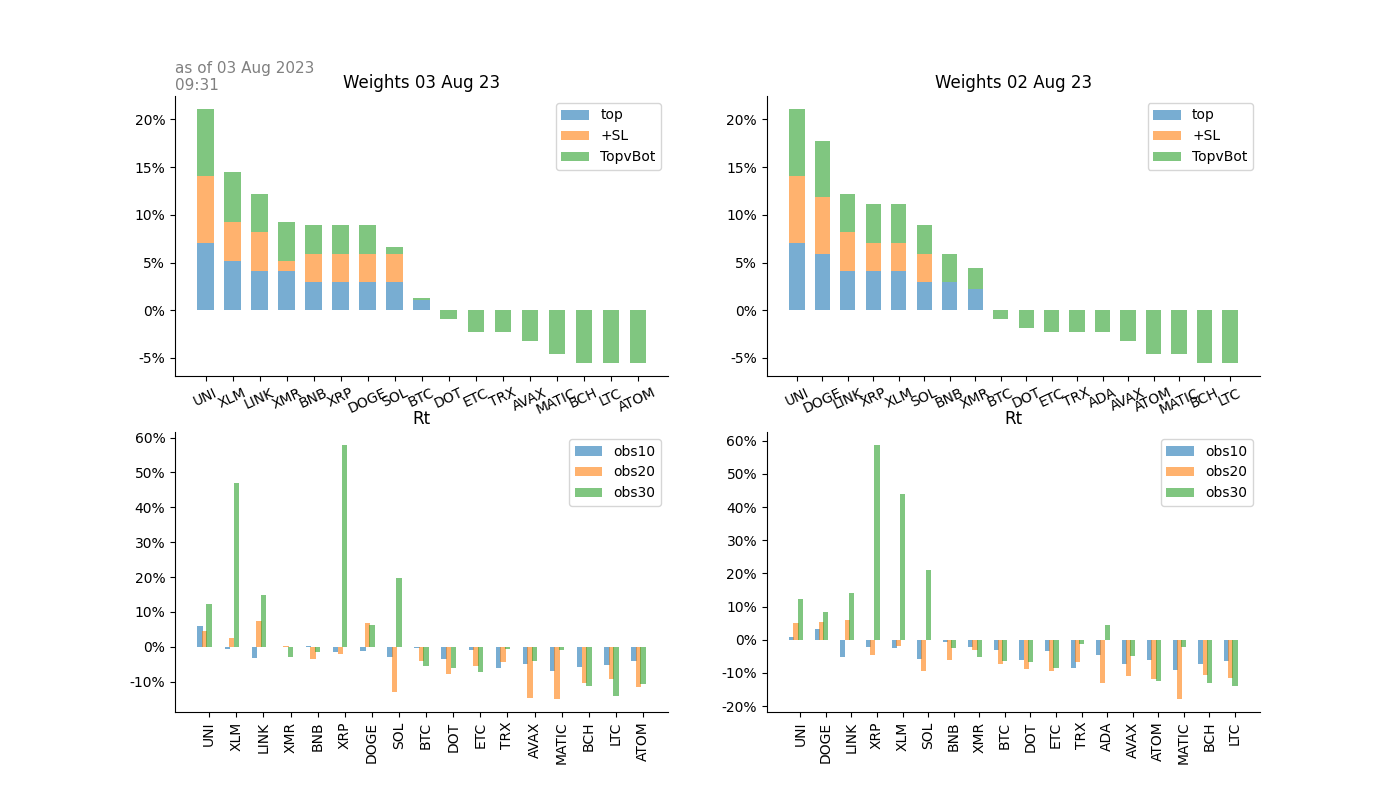 as of 03 Aug 2023
09:31
Weights 03 Aug 23
20%
15%
10%
5%
0%
-5%
top
+SL
TopvBot
UNI XLM LINK XMR BNB XRP DOGE SOL BTC DOT ETC TRX AVAX MATIC BCH LTC ATOM
Weights 02 Aug 23
20%
15%
10%
5%
0%
-5%
top
+SL
TopvBot
UNI DOGE LINK XRP XLM SOL BNB XMR BTC DOT ETC TRX ADA AVAX ATOM MATIC BCH LTC
Rt
60%
50%
40%
30%
20%
10%
0%
-10%
obs10
obs20
obs30
UNI XLM LINK XMR BNB XRP DOGE SOL BTC DOT ETC TRX AVAX MATIC BCH LTC ATOM
Rt
60%
50%
40%
30%
20%
10%
0%
-10%
-20%
obs10
obs20
obs30
UNI DOGE LINK XRP XLM SOL BNB XMR BTC DOT ETC TRX ADA AVAX ATOM MATIC BCH LTC